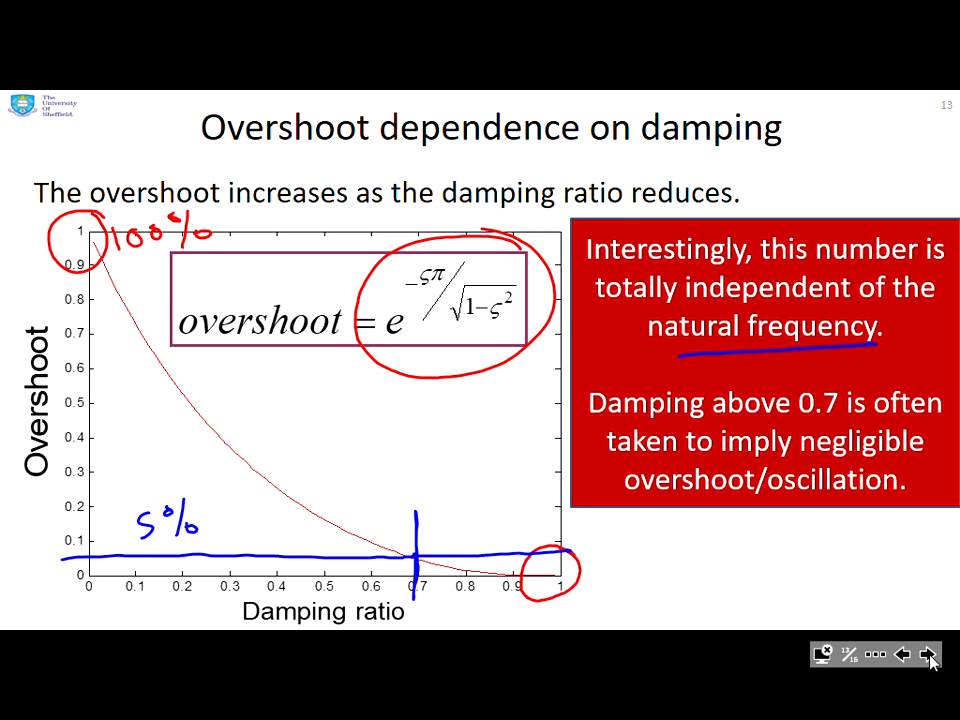 The
University
Of
Sheffield.
13
Overshoot dependence on damping
The overshoot increases as the damping ratio reduces.
100%
overshoot = e^{-ςπ/√(1-ς²)}
Interestingly, this number is
totally independent of the
natural frequency.
Damping above 0.7 is often
taken to imply negligible
overshoot/oscillation.
Overshoot
1
0.9
0.8
0.7
0.6
0.5
0.4
0.3
0.2
0.1
0
5%
0 0.1 0.2 0.3 0.4 0.5 0.6 0.7 0.8 0.9 1
Damping ratio
13/16